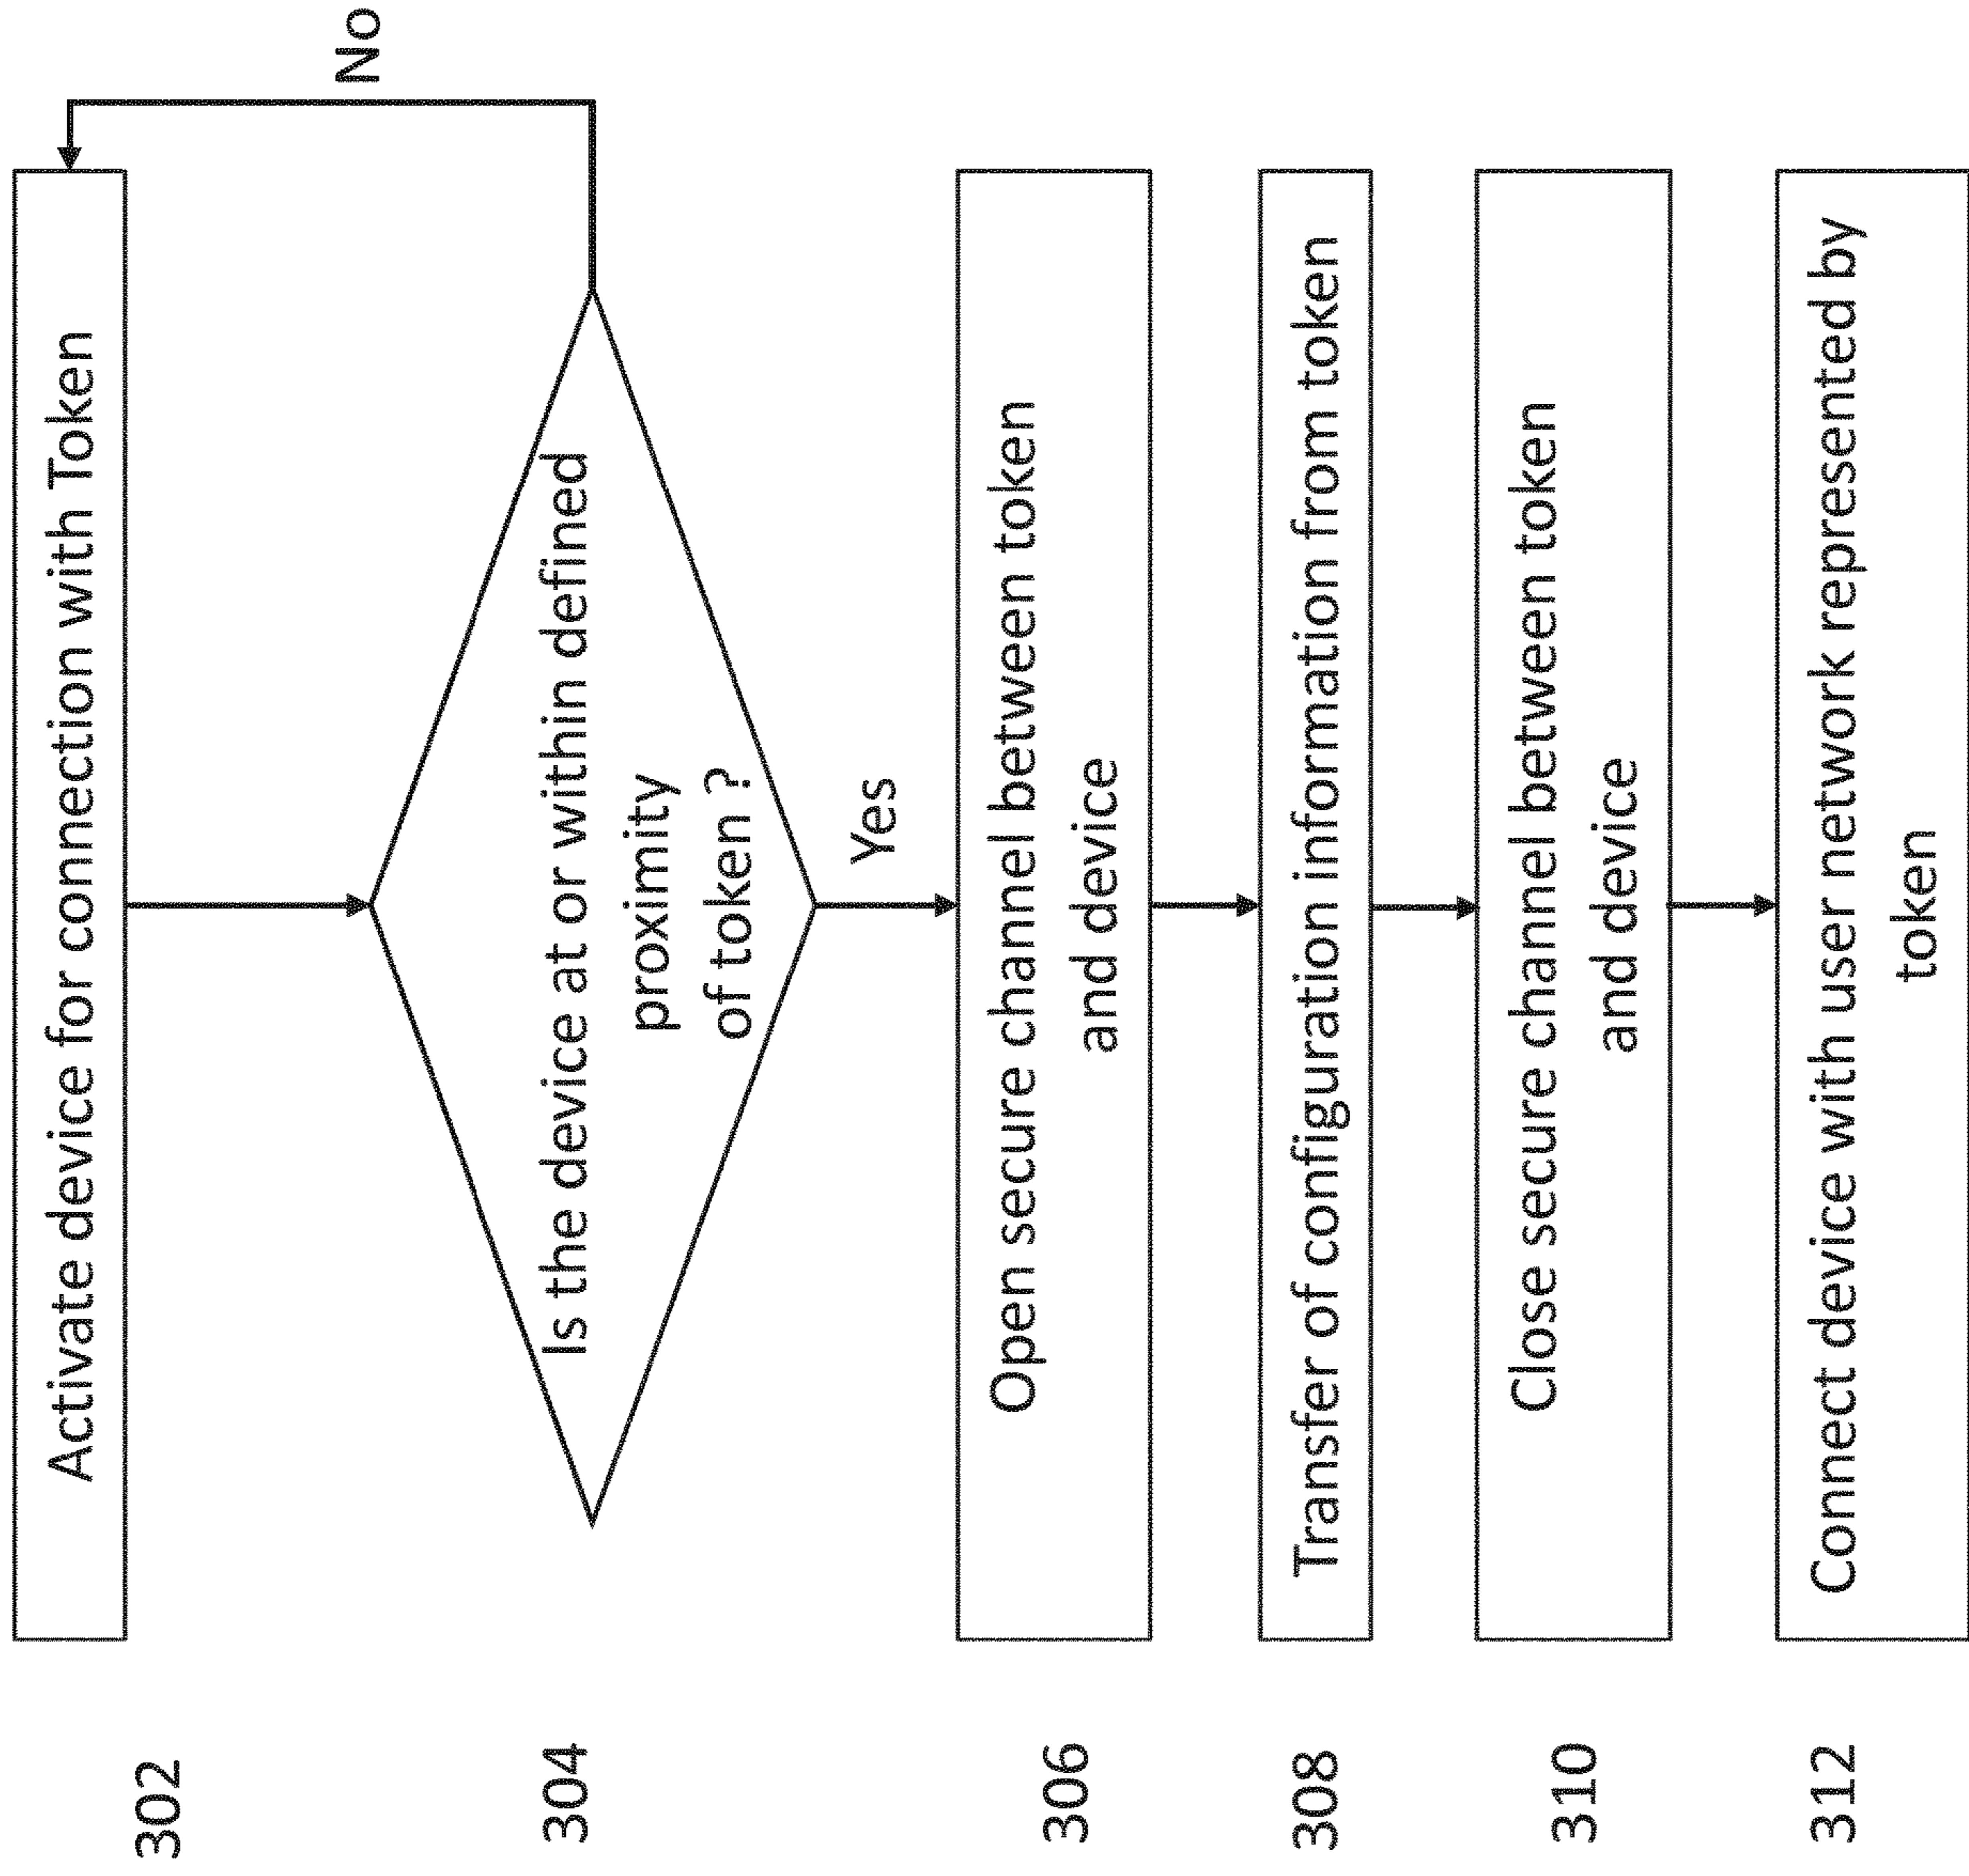 302
Activate device for connection with Token
No
304
Is the device at or within defined
proximity
of token ?
Yes
306
Open secure channel between token
and device
308
Transfer of configuration information from token
310
Close secure channel between token
and device
312
Connect device with user network represented by
token